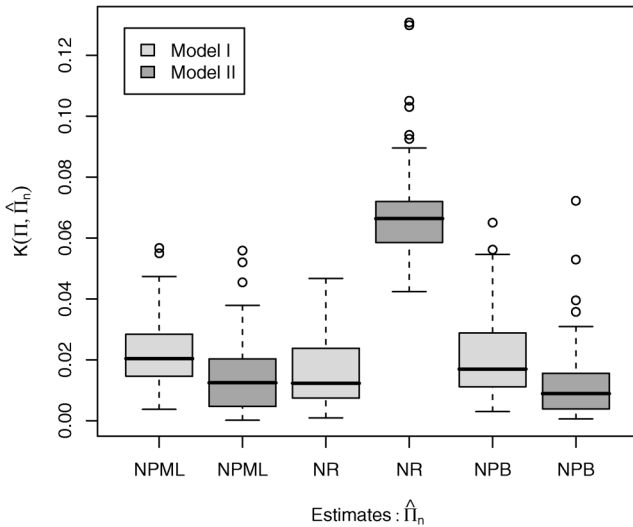 K(Π, Π̂n)
0.12
0.10
0.08
0.06
0.04
0.02
0.00
Model I
Model II
NPML NPML NR NR NPB NPB
Estimates : Π̂n